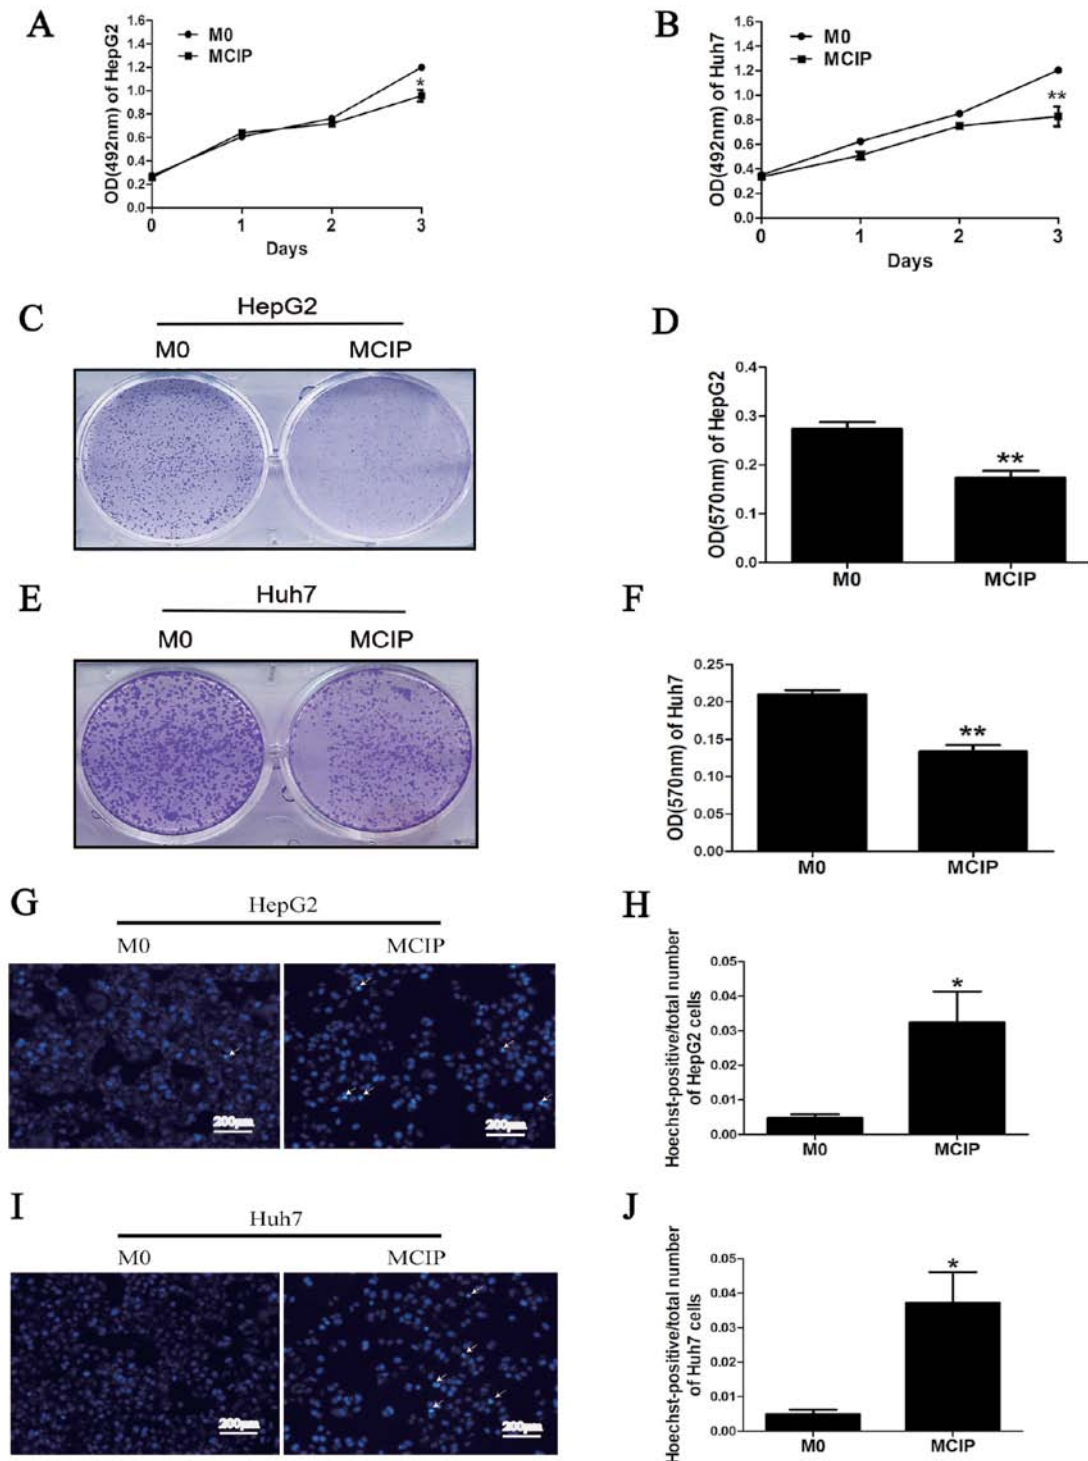 A
OD(492nm) of HepG2
1.6
1.4
1.2
1.0
0.8
0.6
0.4
0.2
0.0
M0
MCIP
*
0 1 2 3
Days
B
OD(492nm) of Huh7
1.6
1.4
1.2
1.0
0.8
0.6
0.4
0.2
0.0
M0
MCIP
**
0 1 2 3
Days
C
HepG2
M0 MCIP
D
OD(570nm) of HepG2
0.4
0.3
0.2
0.1
0.0
**
M0 MCIP
E
Huh7
M0 MCIP
F
OD(570nm) of Huh7
0.25
0.20
0.15
0.10
0.05
0.00
**
M0 MCIP
G
HepG2
M0 MCIP
200μm 200μm
H
Hoechst-positive/total number
of HepG2 cells
0.05
0.04
0.03
0.02
0.01
0.00
*
M0 MCIP
I
Huh7
M0 MCIP
200μm 200μm
J
Hoechst-positive/total number
of Huh7 cells
0.05
0.04
0.03
0.02
0.01
0.00
*
M0 MCIP